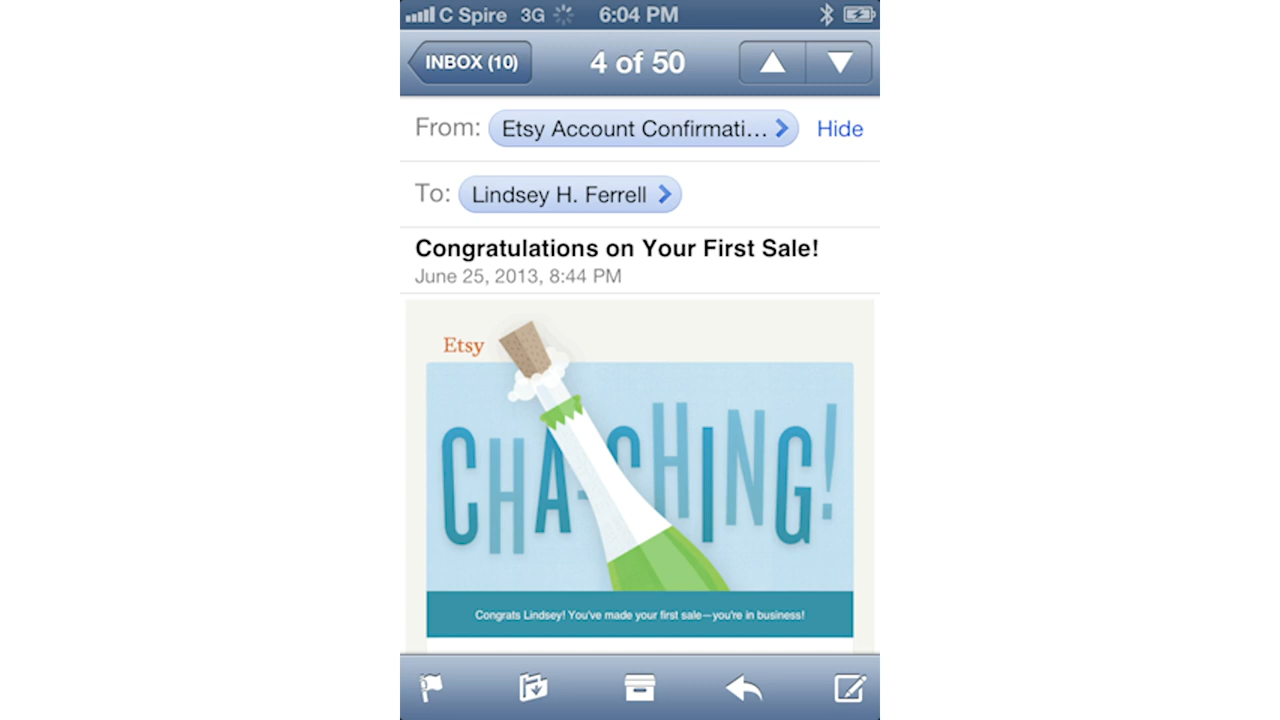 C Spire 3G 6:04 PM
INBOX (10) 4 of 50
From: Etsy Account Confirmati... Hide
To: Lindsey H. Ferrell
Congratulations on Your First Sale!
June 25, 2013, 8:44 PM
Etsy
CHA-CHING!
Congrats Lindsey! You've made your first sale—you're in business!